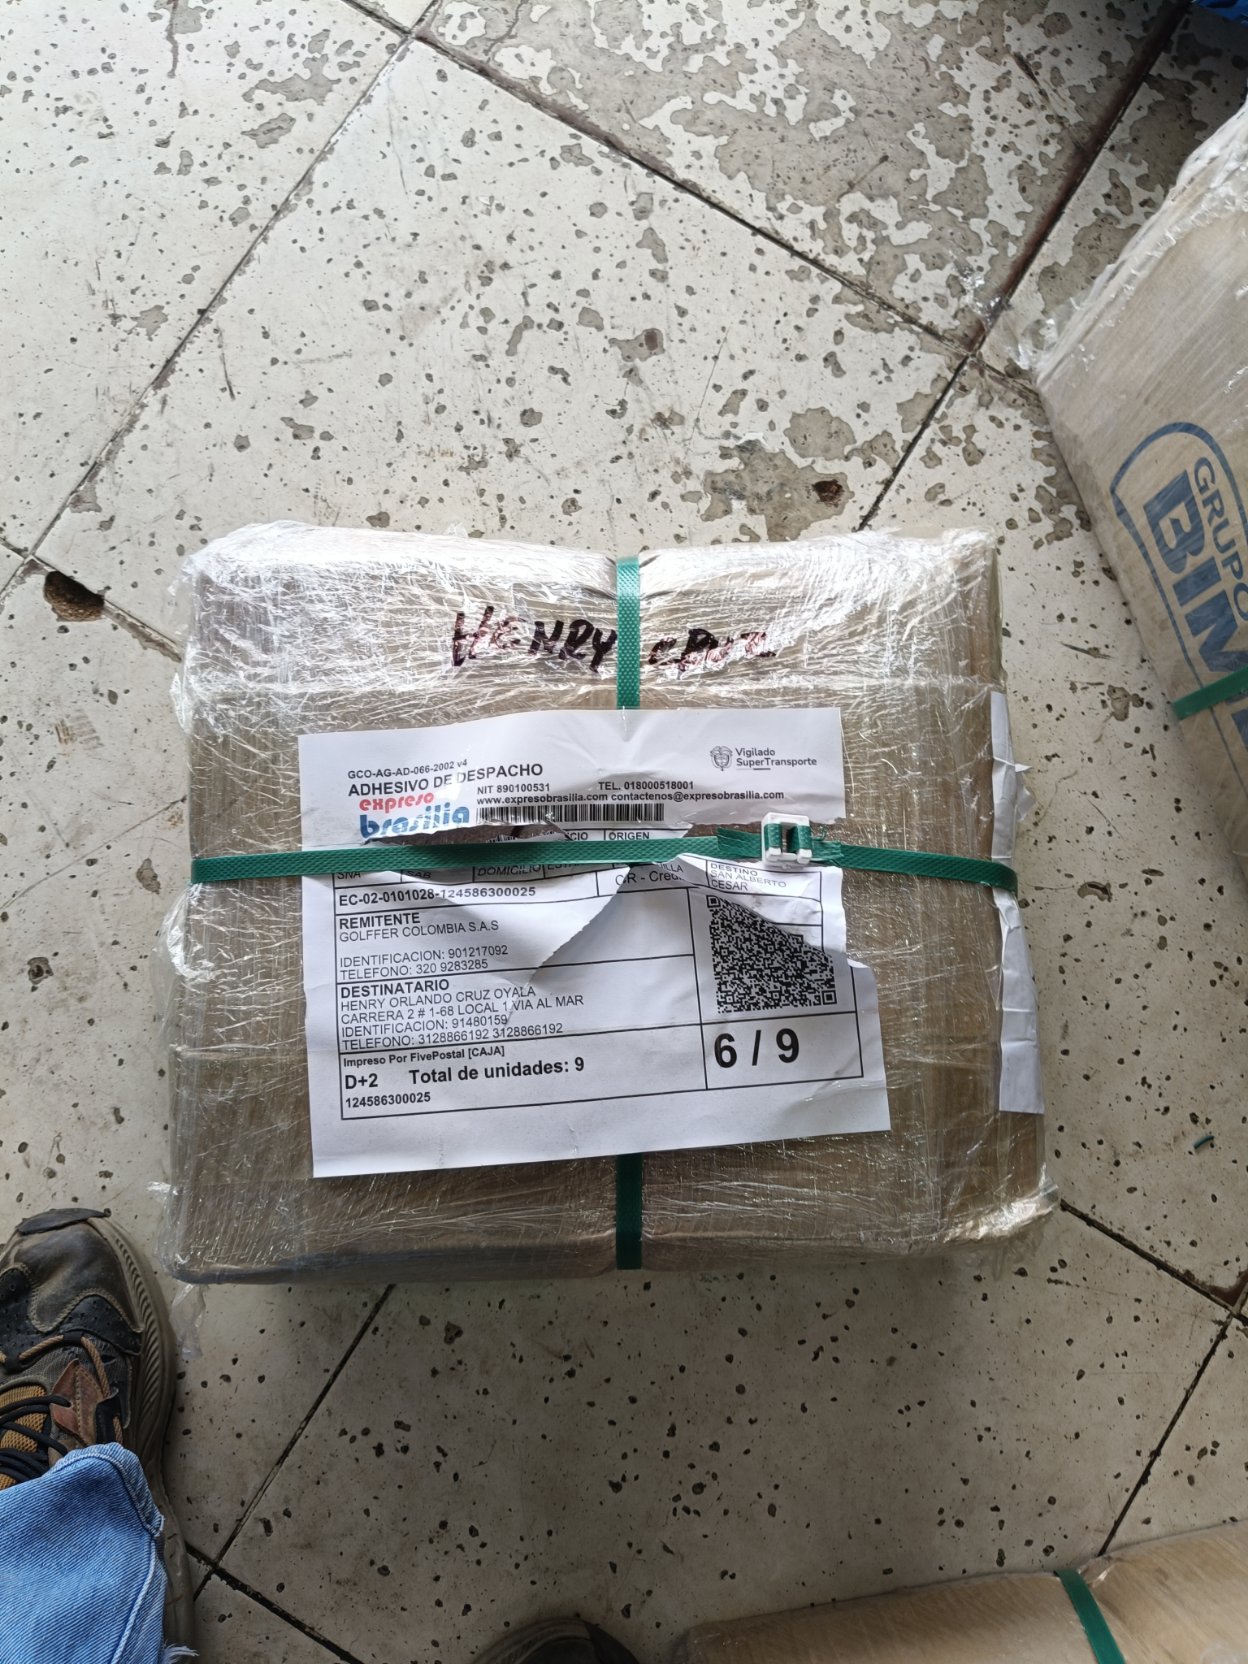 HENRY CRUZ
GCO-AG-AD-066-2002 v4
ADHESIVO DE DESPACHO
Vigilado
SuperTransporte
expreso
brasilia
NIT 890100531 TEL. 018000518001
www.expresobrasilia.com contactenos@expresobrasilia.com
ORIGEN
DOMICILIO
CR -
DESTINO
SAN ALBERTO
CESAR
EC-02-0101028-124586300025
REMITENTE
GOLFFER COLOMBIA S.A.S
IDENTIFICACION: 901217092
TELEFONO: 320 9283285
DESTINATARIO
HENRY ORLANDO CRUZ OYALA
CARRERA 2 # 1-68 LOCAL 1 VIA AL MAR
IDENTIFICACION: 91480159
TELEFONO: 3128866192 3128866192
Impreso Por FivePostal [CAJA]
D+2 Total de unidades: 9
124586300025
6 / 9
GRUPO